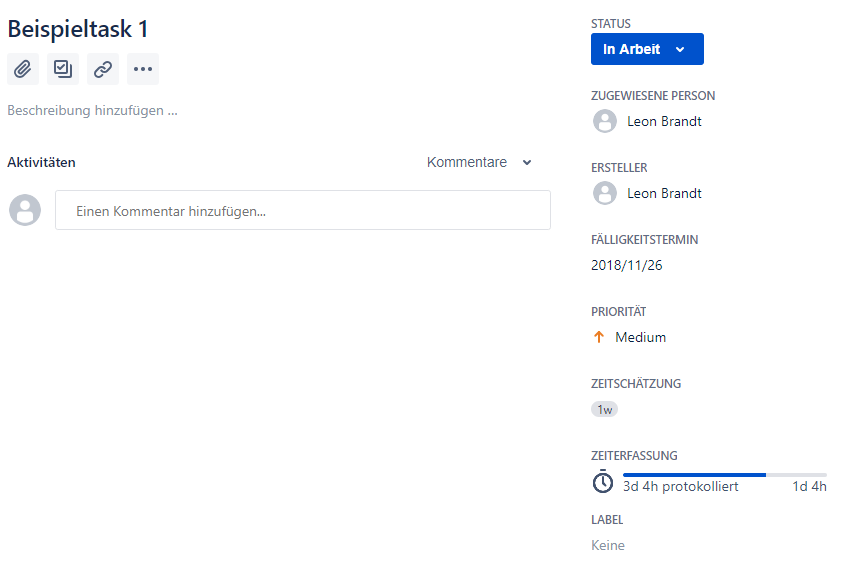 Beispieltask 1
Beschreibung hinzufügen ...
Aktivitäten
Kommentare
Einen Kommentar hinzufügen...
STATUS
In Arbeit
ZUGEWIESENE PERSON
Leon Brandt
ERSTELLER
Leon Brandt
FÄLLIGKEITSTERMIN
2018/11/26
PRIORITÄT
Medium
ZEITSCHÄTZUNG
1w
ZEITERFASSUNG
3d 4h protokolliert 1d 4h
LABEL
Keine